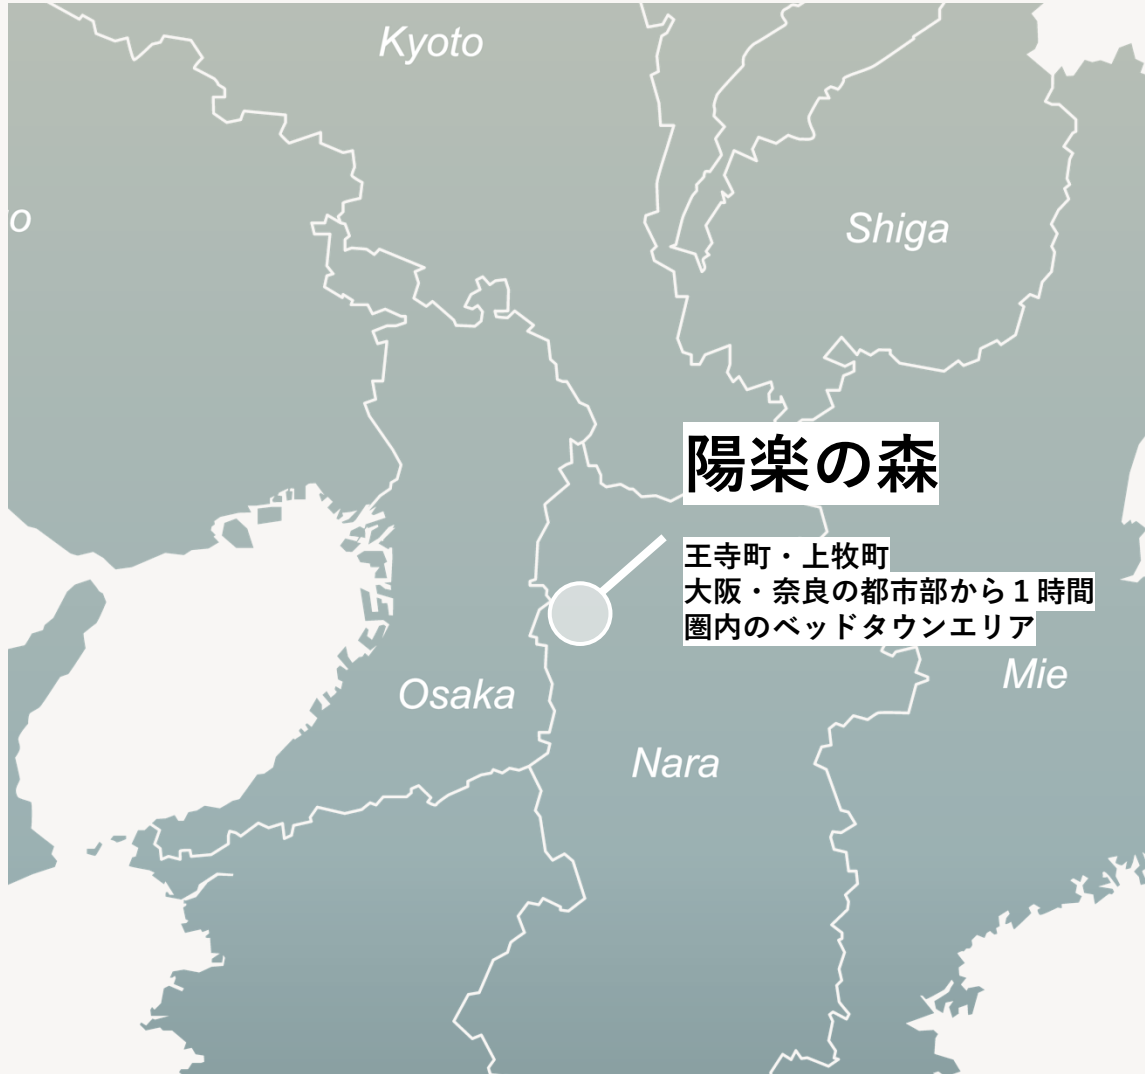 Kyoto
o
Shiga
陽楽の森
王寺町・上牧町
大阪・奈良の都市部から１時間
圏内のベッドタウンエリア
Mie
Osaka
Nara